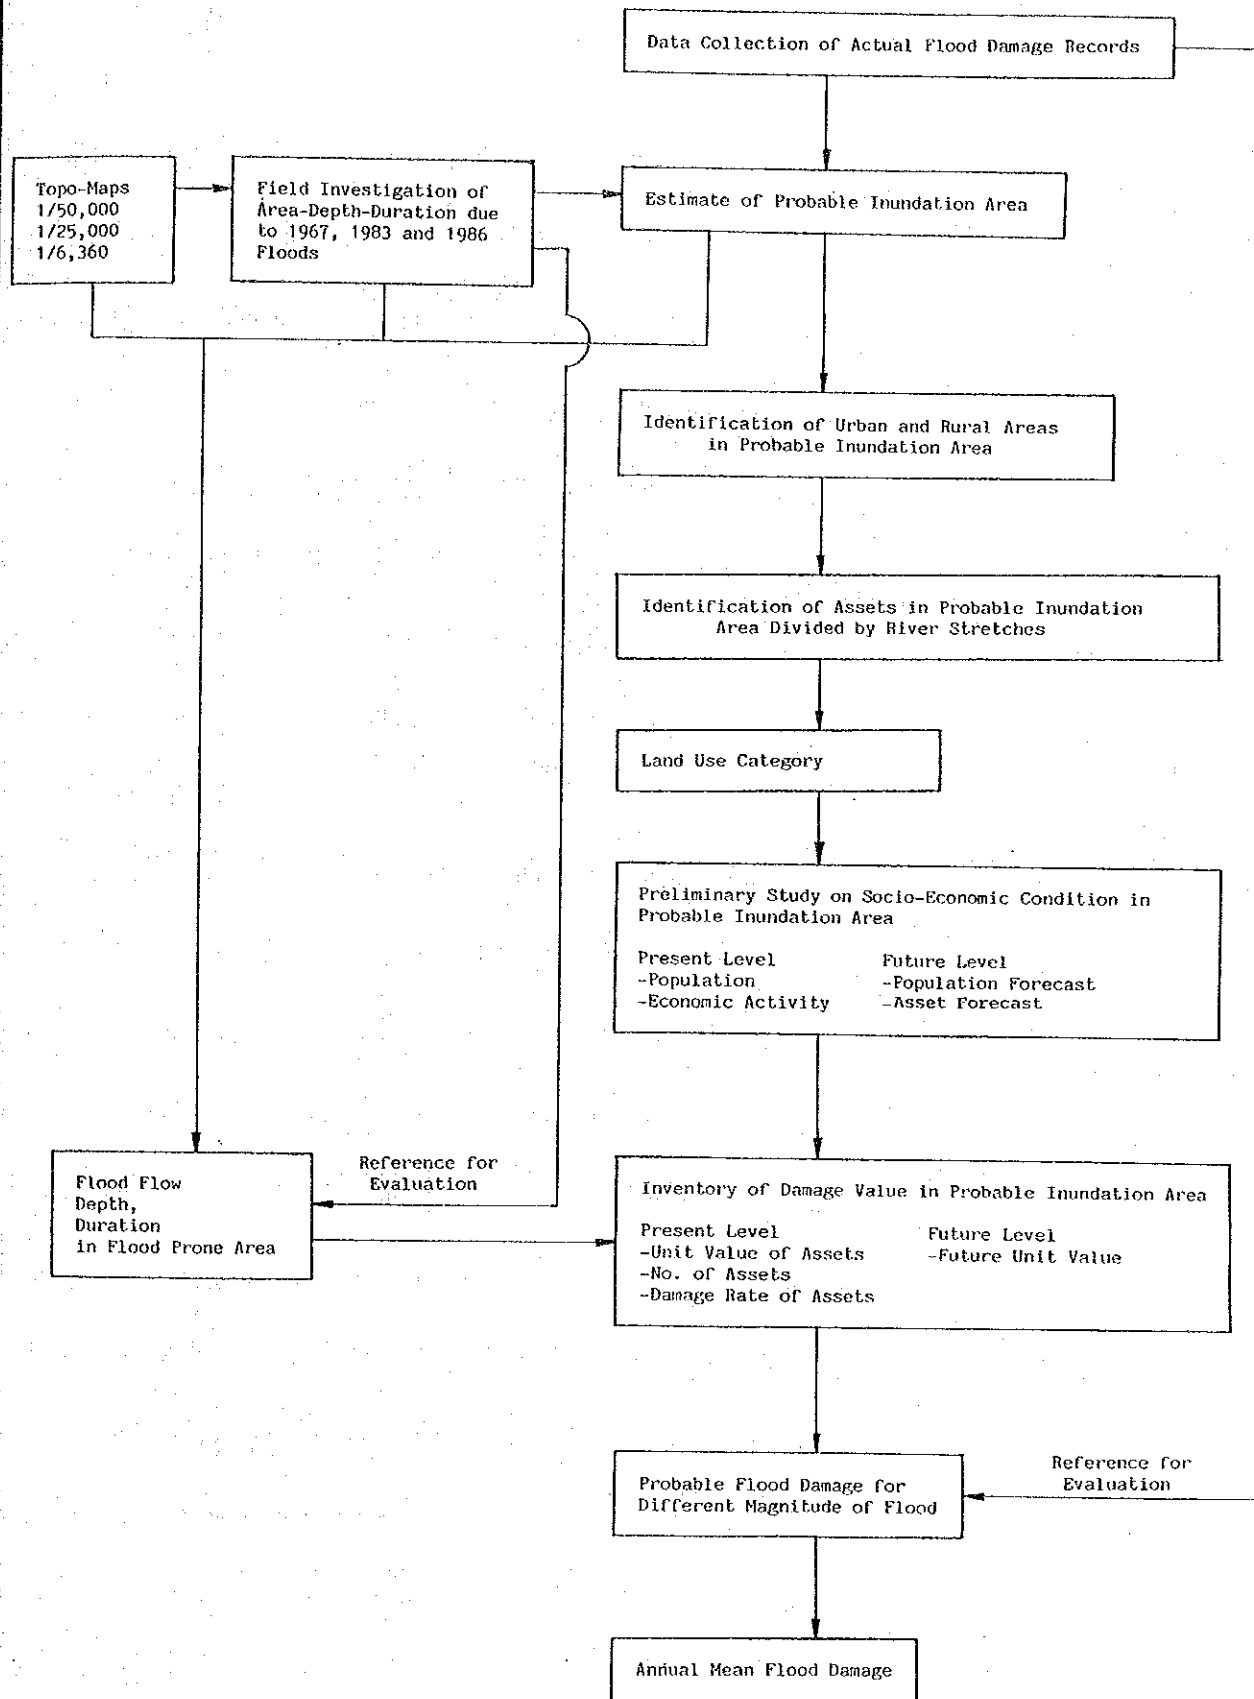 Data Collection of Actual Flood Damage Records
Topo-Maps
1/50,000
1/25,000
1/6,360
Field Investigation of
Area-Depth-Duration due
to 1967, 1983 and 1986
Floods
Estimate of Probable Inundation Area
Identification of Urban and Rural Areas
in Probable Inundation Area
Identification of Assets in Probable Inundation
Area Divided by River Stretches
Land Use Category
Preliminary Study on Socio-Economic Condition in
Probable Inundation Area
Present Level
-Population
-Economic Activity
Future Level
-Population Forecast
-Asset Forecast
Flood Flow
Depth,
Duration
in Flood Prone Area
Reference for
Evaluation
Inventory of Damage Value in Probable Inundation Area
Present Level
-Unit Value of Assets
-No. of Assets
-Damage Rate of Assets
Future Level
-Future Unit Value
Probable Flood Damage for
Different Magnitude of Flood
Reference for
Evaluation
Annual Mean Flood Damage